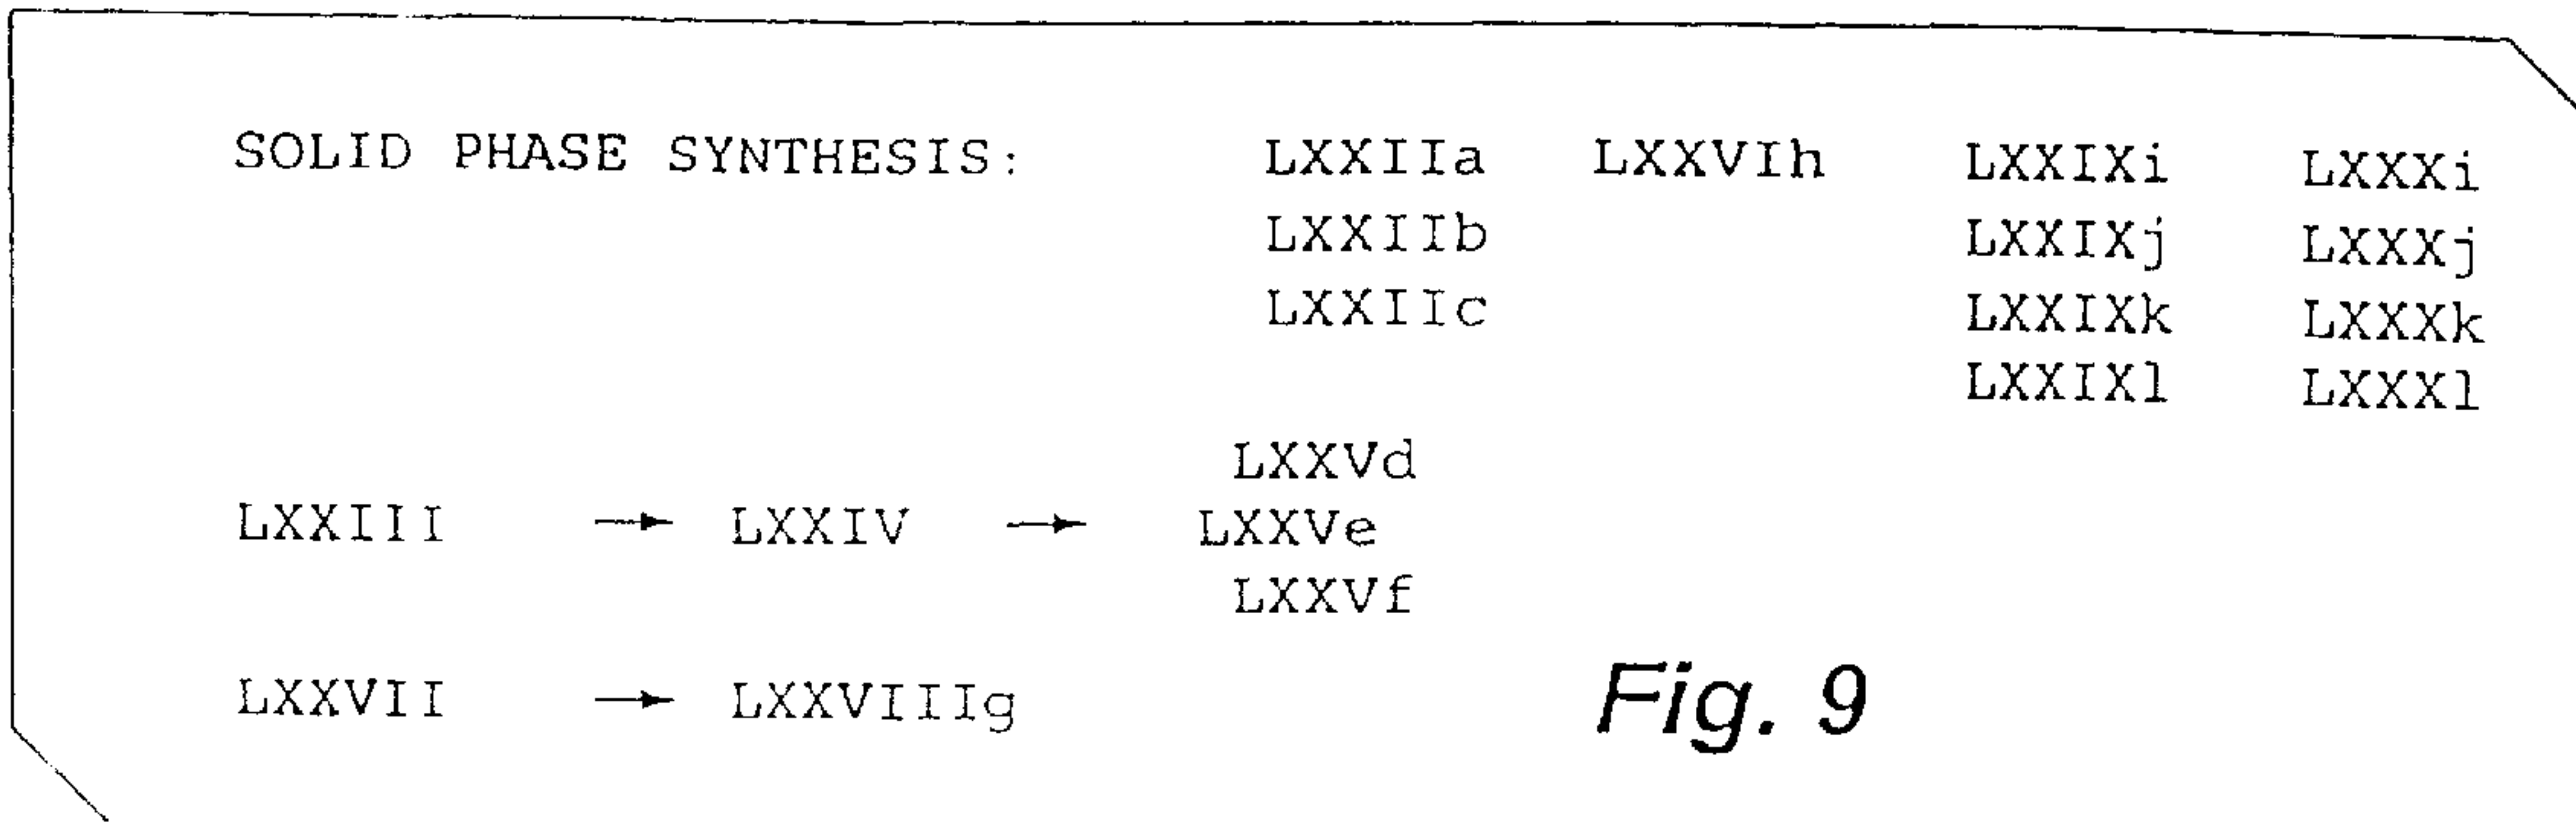 SOLID PHASE SYNTHESIS: LXXIIa LXXVIh LXXIXi LXXXi
LXXIIb LXXIXj LXXXj
LXXIIc LXXIXk LXXXk
LXXIXl LXXXl
LXXVd
LXXIII → LXXIV → LXXVe
LXXVf
LXXVII → LXXVIIIg
Fig. 9